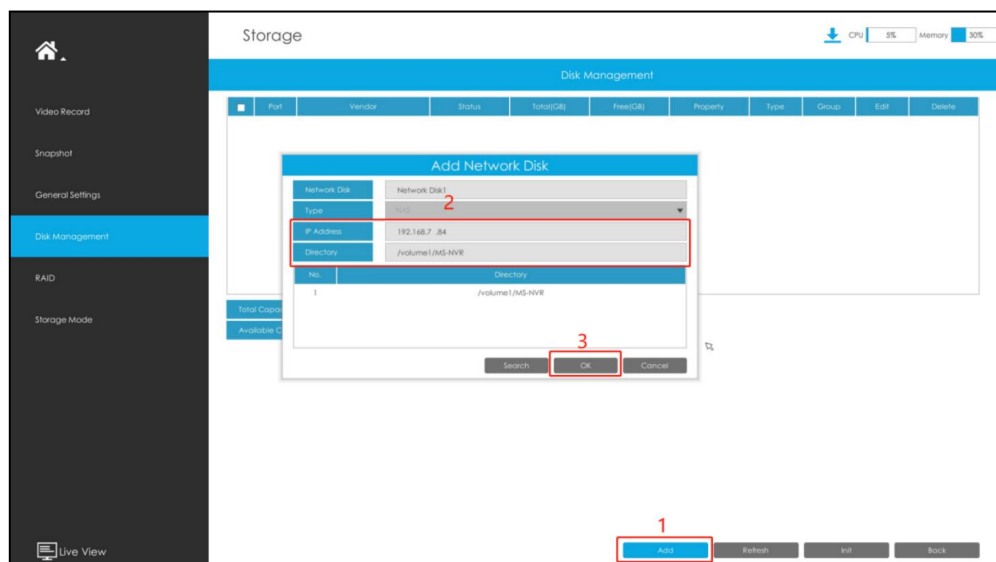 Storage
CPU 5% Memory 30%
Disk Management
Video Record
Snapshot
General Settings
Disk Management
RAID
Storage Mode
Live View
Port Vendor Status Total(GB) Free(GB) Property Type Group Edit Delete
Add Network Disk
Network Disk Network Disk1
2
Type NAS
IP Address 192.168.7 .84
Directory /volume1/MS-NVR
No. Directory
1 /volume1/MS-NVR
Total
Available
3
Search OK Cancel
1
Add Refresh Init Back